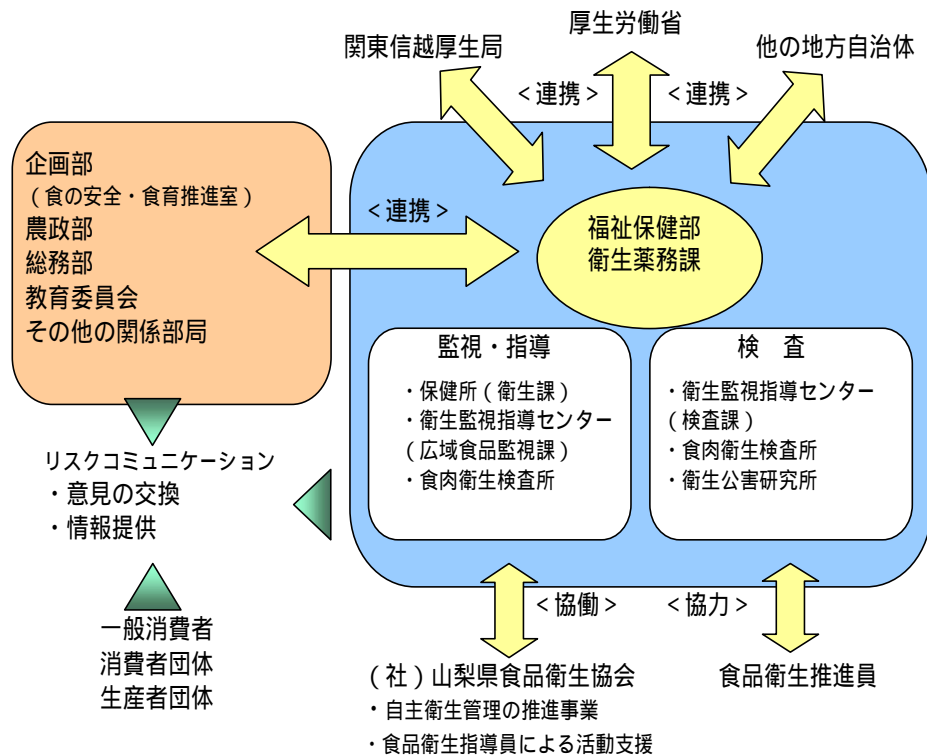 厚生労働省
関東信越厚生局
他の地方自治体
＜連携＞
＜連携＞
企画部
（食の安全・食育推進室）
農政部
総務部
教育委員会
その他の関係部局
＜連携＞
福祉保健部
衛生薬務課
監視・指導
・保健所（衛生課）
・衛生監視指導センター
（広域食品監視課）
・食肉衛生検査所
検　査
・衛生監視指導センター
（検査課）
・食肉衛生検査所
・衛生公害研究所
リスクコミュニケーション
・意見の交換
・情報提供
一般消費者
消費者団体
生産者団体
＜協働＞
＜協力＞
（社）山梨県食品衛生協会
・自主衛生管理の推進事業
・食品衛生指導員による活動支援
食品衛生推進員